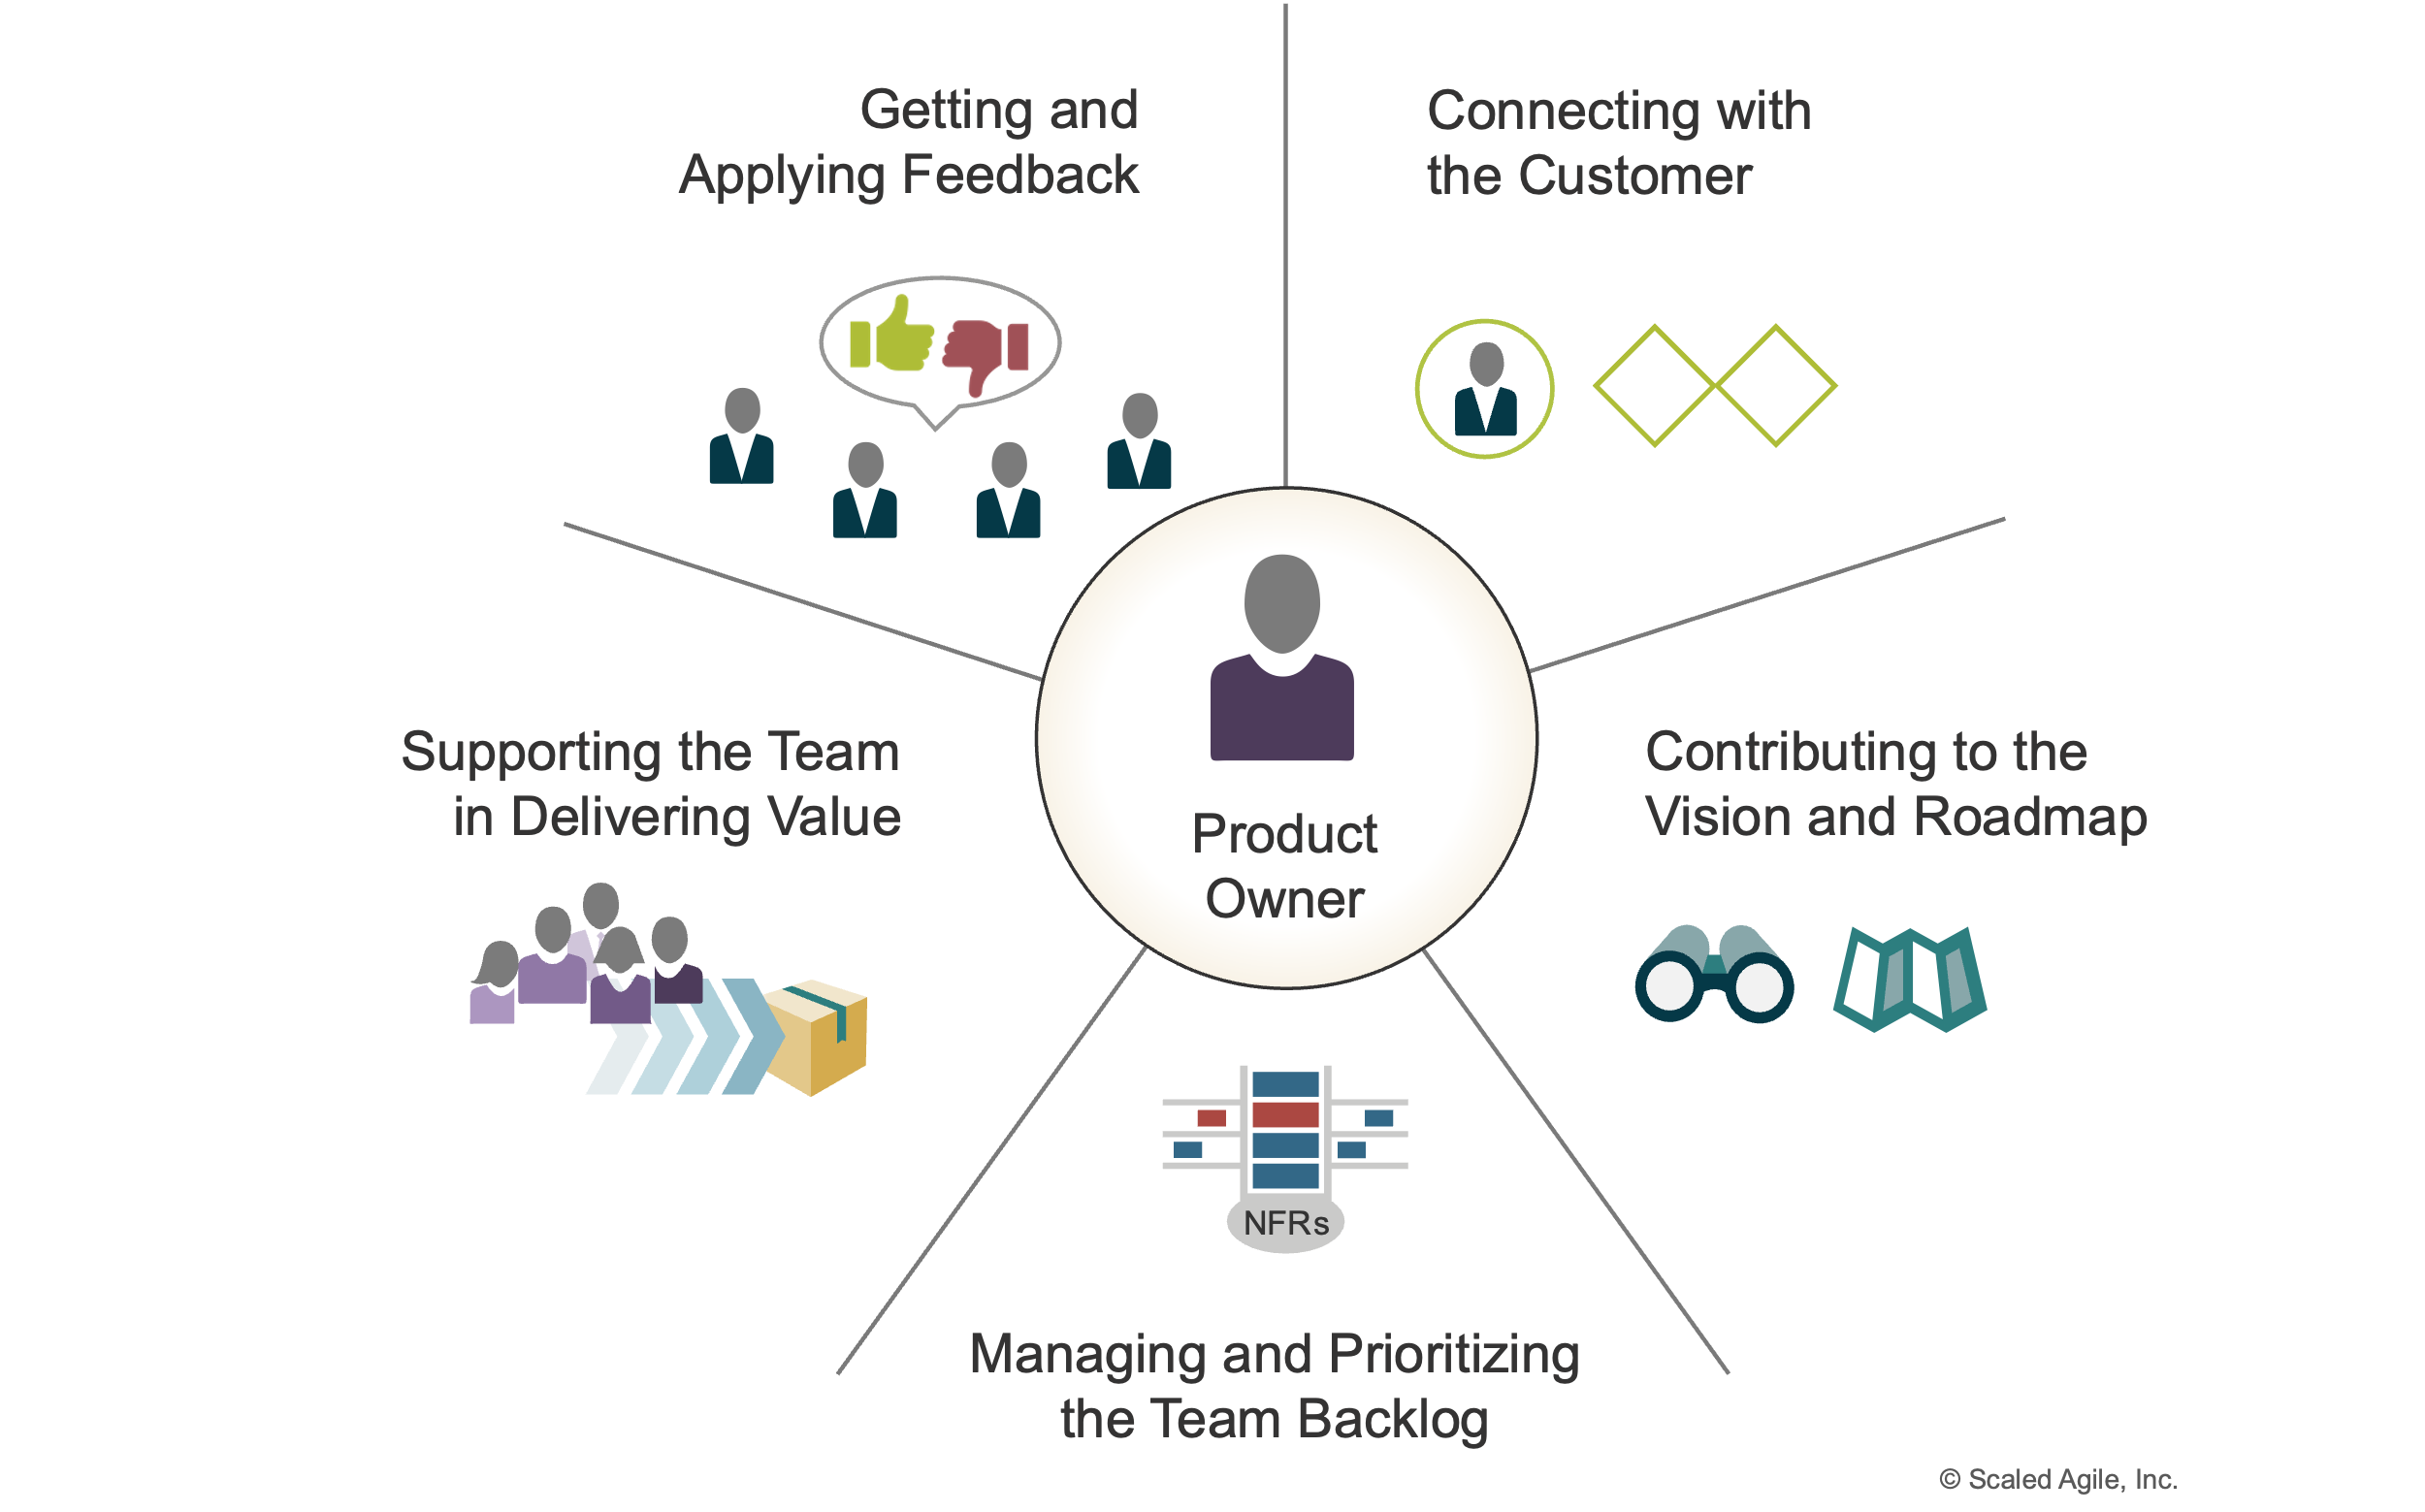 Getting and
Applying Feedback
Connecting with
the Customer
Supporting the Team
in Delivering Value
Product
Owner
Contributing to the
Vision and Roadmap
NFRs
Managing and Prioritizing
the Team Backlog
© Scaled Agile, Inc.